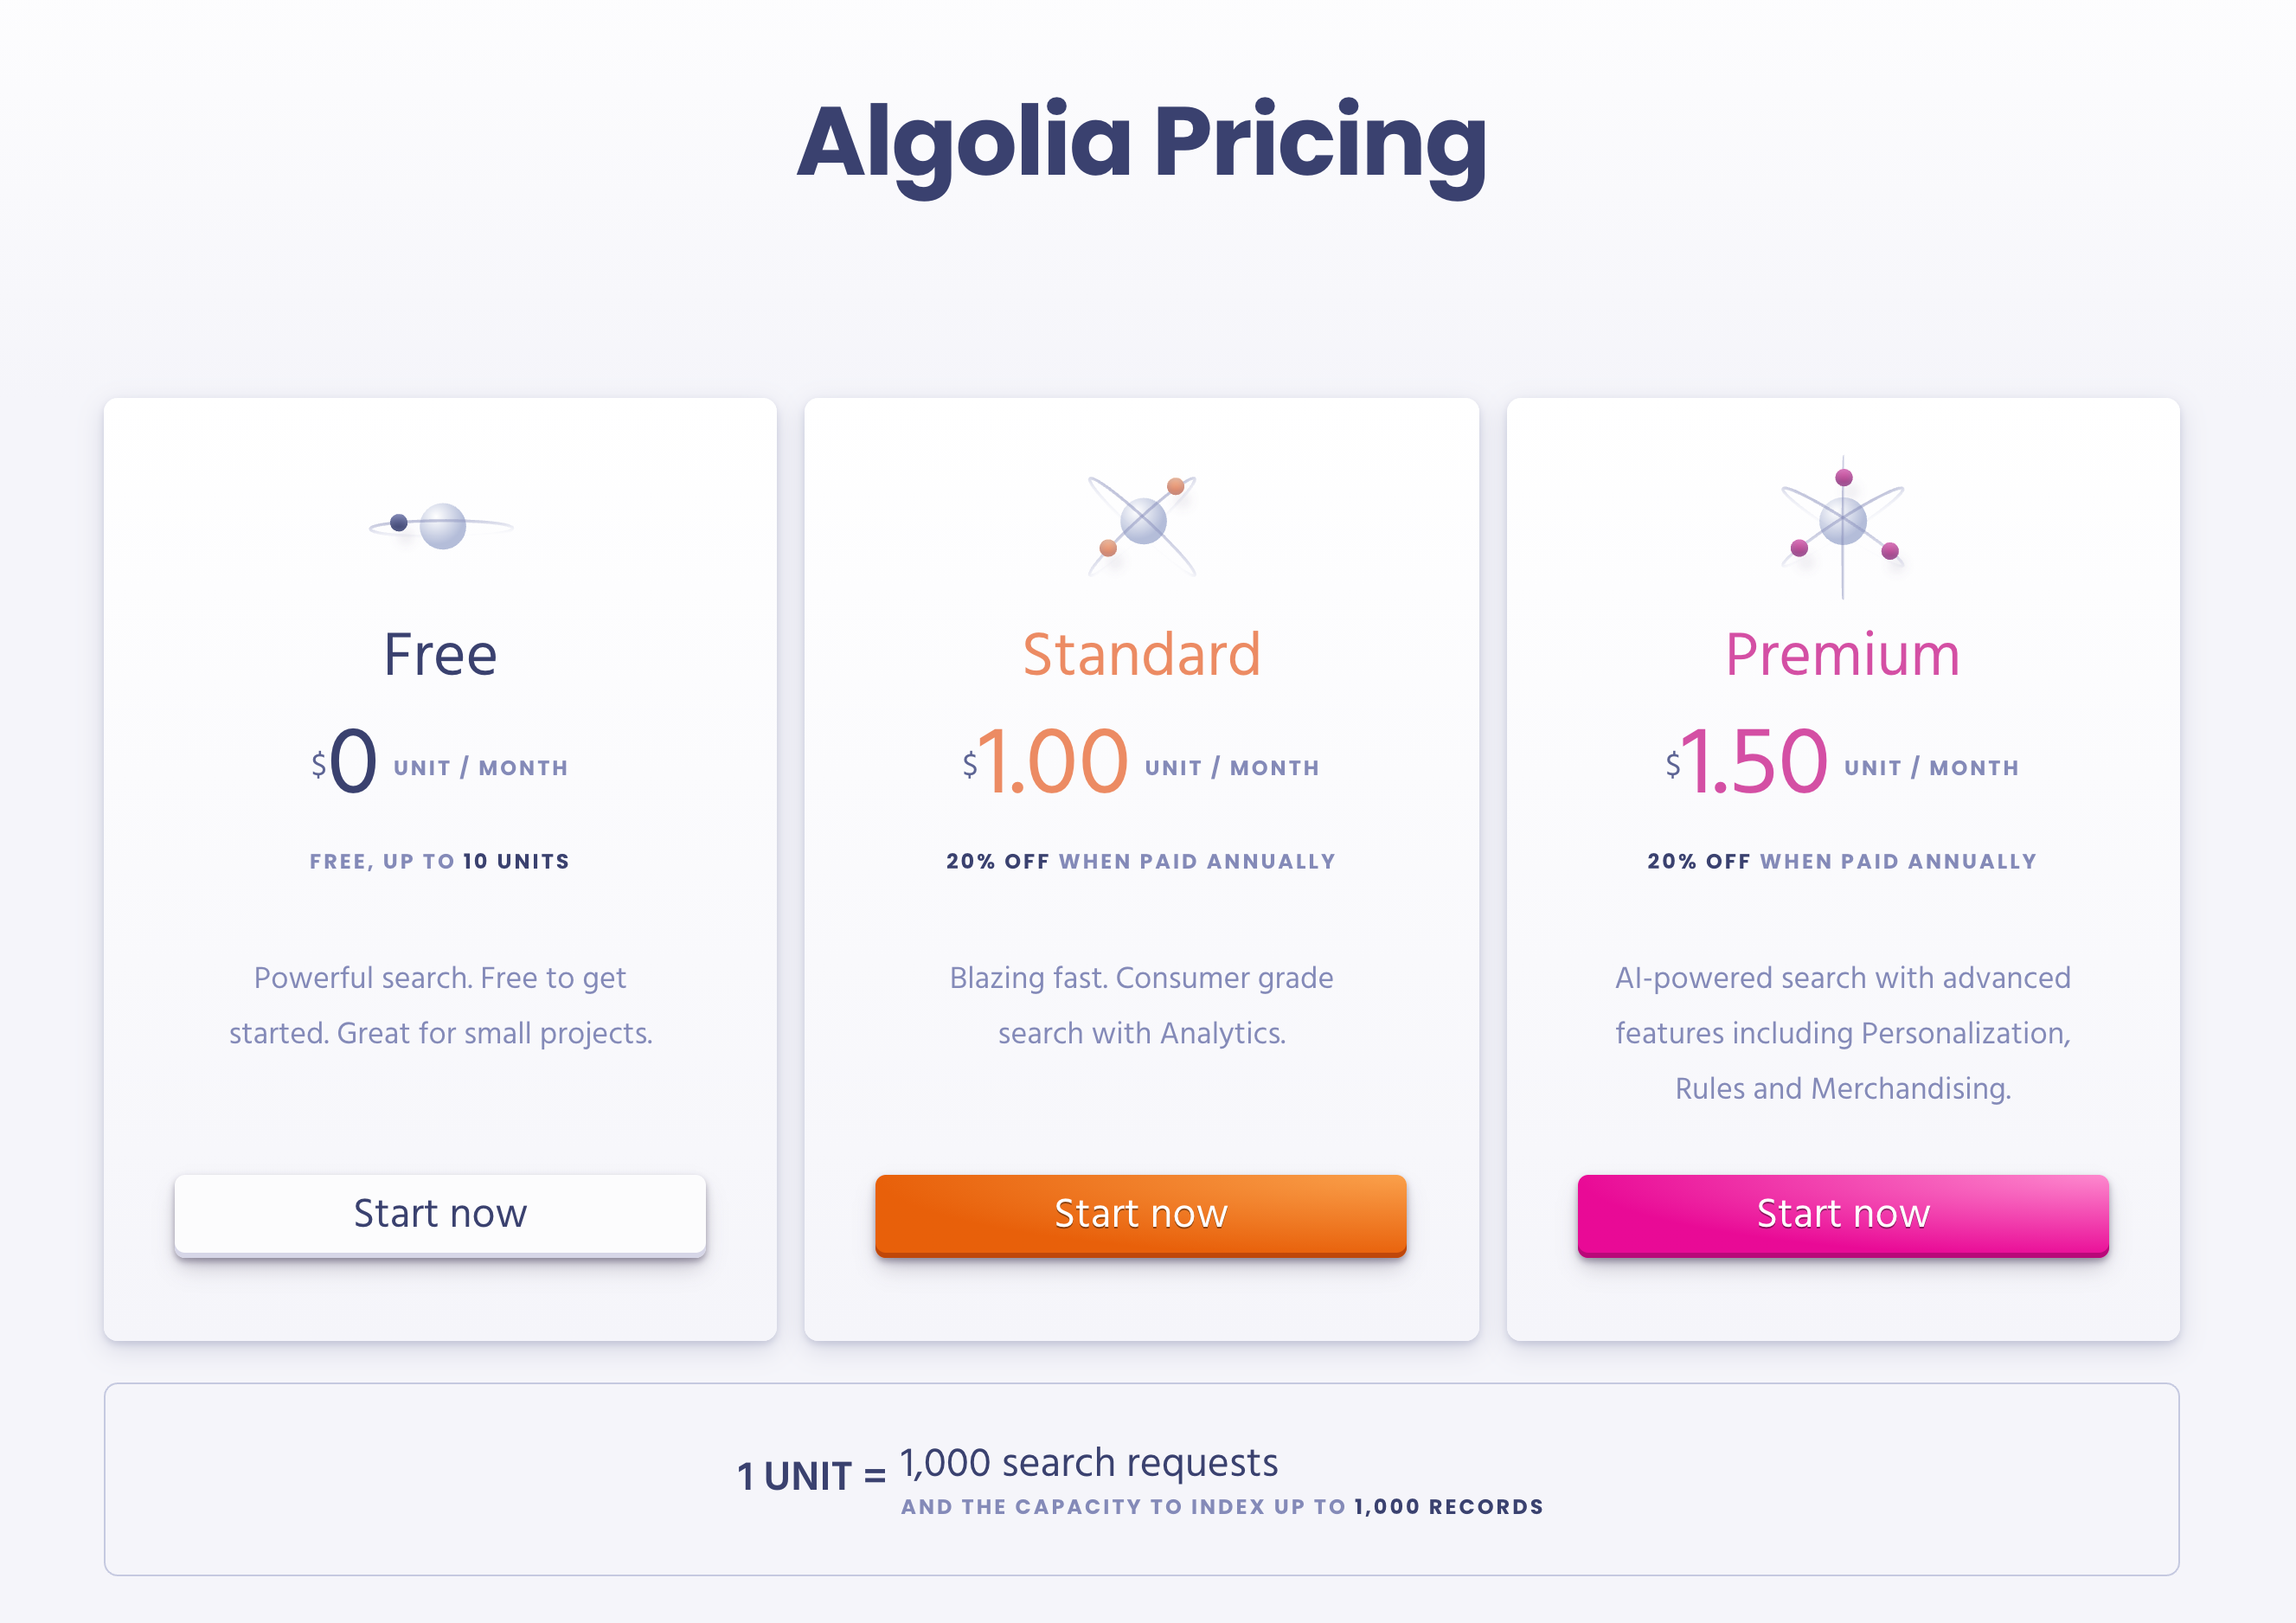 Algolia Pricing
Free
$0 UNIT / MONTH
FREE, UP TO 10 UNITS
Powerful search. Free to get
started. Great for small projects.
Start now
Standard
$1.00 UNIT / MONTH
20% OFF WHEN PAID ANNUALLY
Blazing fast. Consumer grade
search with Analytics.
Start now
Premium
$1.50 UNIT / MONTH
20% OFF WHEN PAID ANNUALLY
AI-powered search with advanced
features including Personalization,
Rules and Merchandising.
Start now
1 UNIT = 1,000 search requests
AND THE CAPACITY TO INDEX UP TO 1,000 RECORDS